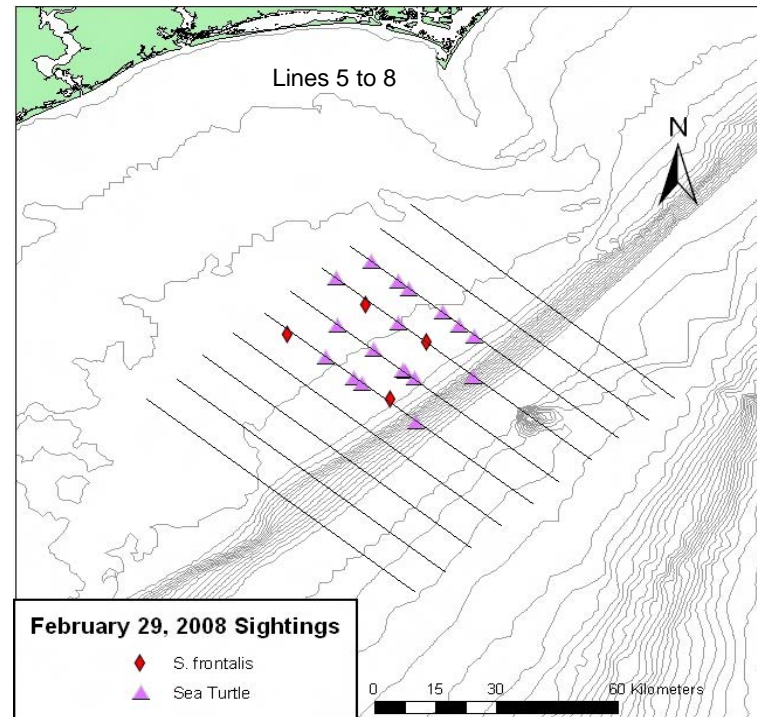 Lines 5 to 8
N
February 29, 2008 Sightings
S. frontalis
Sea Turtle
0 15 30 60 Kilometers